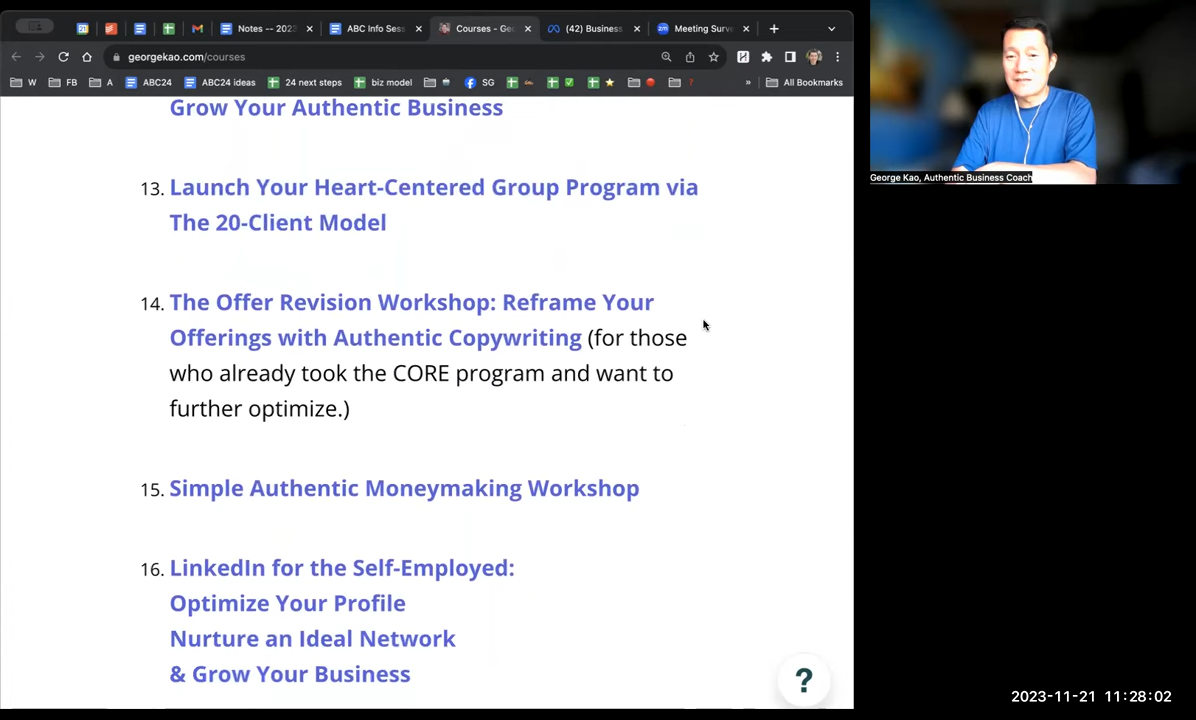 Notes -- 2023
ABC Info Sess
Courses - Geo
(42) Business
Meeting Surve
georgekao.com/courses
W
FB
A
ABC24
ABC24 ideas
24 next steps
biz model
SG
?
»
All Bookmarks
Grow Your Authentic Business
13. Launch Your Heart-Centered Group Program via
The 20-Client Model
14. The Offer Revision Workshop: Reframe Your
Offerings with Authentic Copywriting (for those
who already took the CORE program and want to
further optimize.)
15. Simple Authentic Moneymaking Workshop
16. LinkedIn for the Self-Employed:
Optimize Your Profile
Nurture an Ideal Network
& Grow Your Business
?
George Kao, Authentic Business Coach
2023-11-21 11:28:02